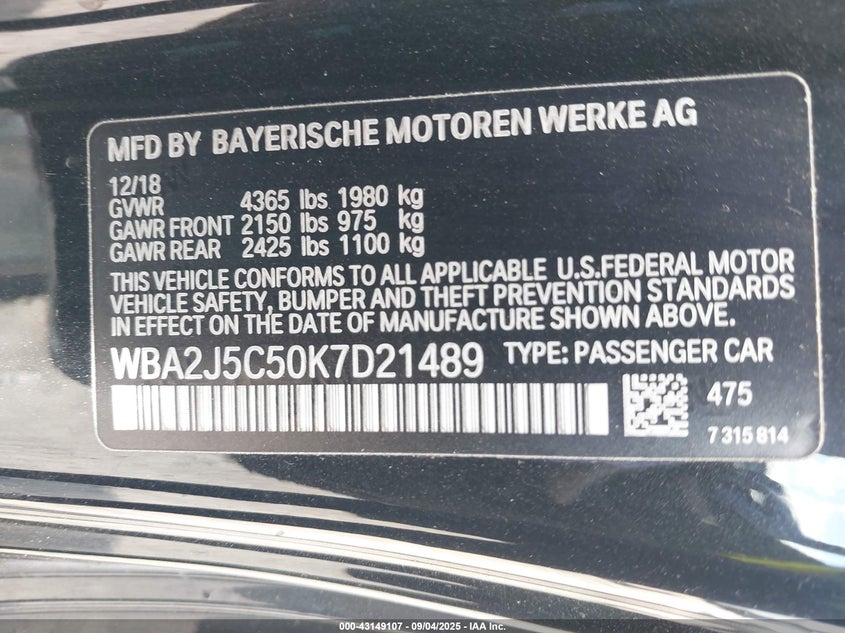 MFD BY BAYERISCHE MOTOREN WERKE AG
12/18
GVWR 4365 lbs 1980 kg
GAWR FRONT 2150 lbs 975 kg
GAWR REAR 2425 lbs 1100 kg
THIS VEHICLE CONFORMS TO ALL APPLICABLE U.S.FEDERAL MOTOR
VEHICLE SAFETY, BUMPER AND THEFT PREVENTION STANDARDS
IN EFFECT ON THE DATE OF MANUFACTURE SHOWN ABOVE.
WBA2J5C50K7D21489 TYPE: PASSENGER CAR
475
7 315 814
000-43149107 - 09/04/2025 - IAA Inc.